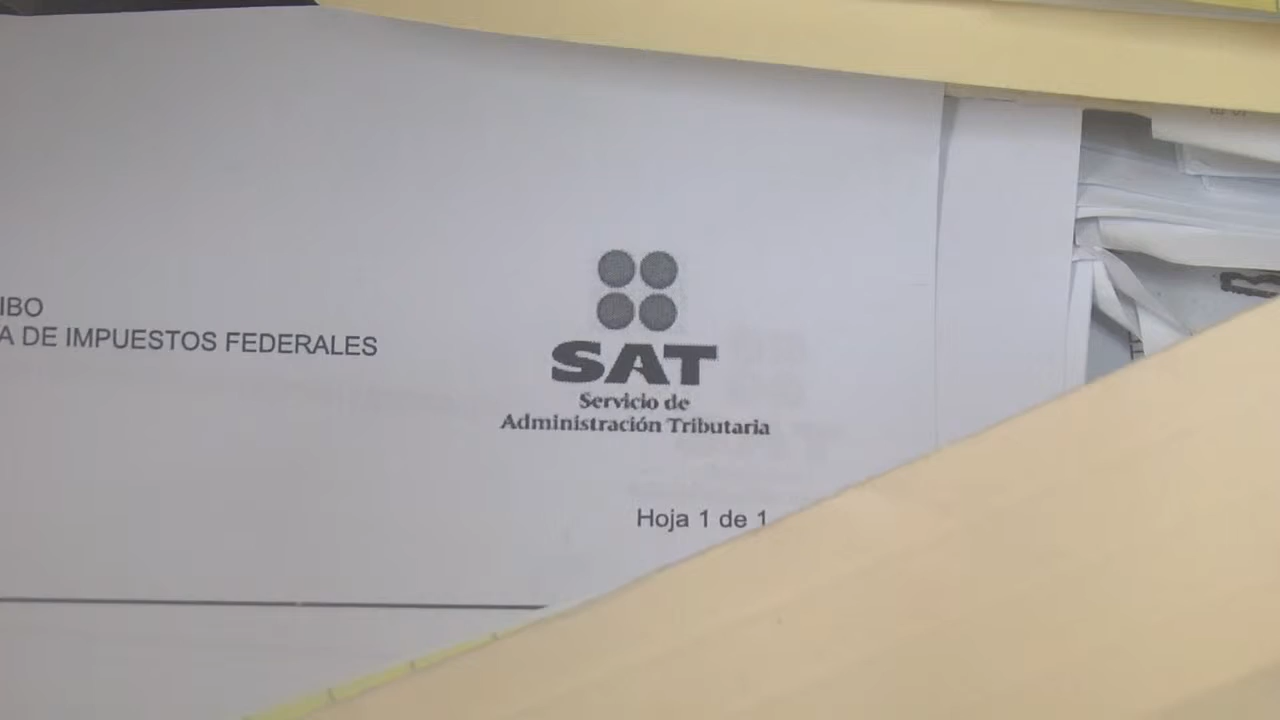 IBO
A DE IMPUESTOS FEDERALES
SAT
Servicio de
Administración Tributaria
Hoja 1 de 1